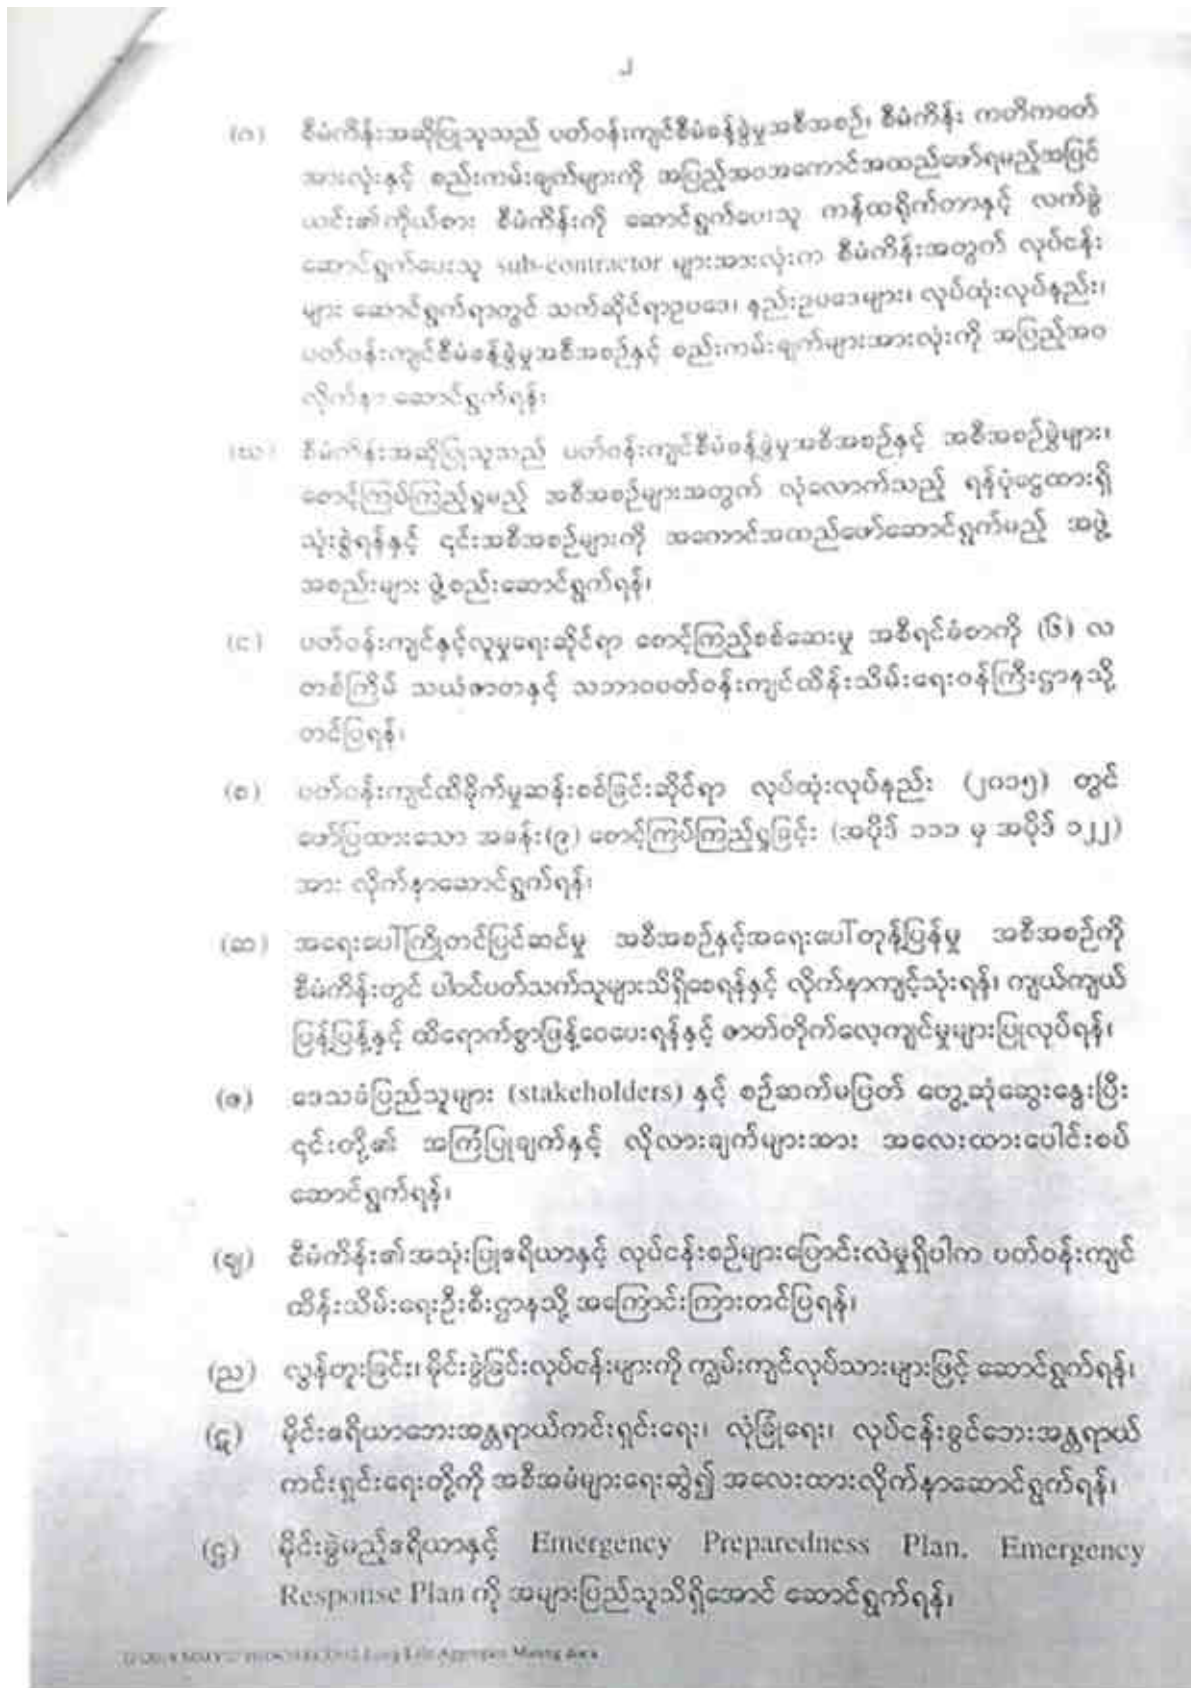 ၂
(ဂ) စီမံကိန်းအဆိုပြုသူသည် ပတ်ဝန်းကျင်စီမံခန့်ခွဲမှုအစီအစဉ်၊ စီမံကိန်း ကတိကဝတ်
အားလုံးနှင့် စည်းကမ်းချက်များကို အပြည့်အဝအကောင်အထည်ဖော်ရမည့်အပြင်
ယင်း၏ကိုယ်စား စီမံကိန်းကို ဆောင်ရွက်ပေးသူ ကန်ထရိုက်တာနှင့် လက်ခွဲ
ဆောင်ရွက်ပေးသူ sub-contractor များအားလုံးက စီမံကိန်းအတွက် လုပ်ငန်း
များ ဆောင်ရွက်ရာတွင် သက်ဆိုင်ရာဥပဒေ၊ နည်းဥပဒေများ၊ လုပ်ထုံးလုပ်နည်း၊
ပတ်ဝန်းကျင်စီမံခန့်ခွဲမှုအစီအစဉ်နှင့် စည်းကမ်းချက်များအားလုံးကို အပြည့်အဝ
လိုက်နာ ဆောင်ရွက်ရန်၊
(ဃ) စီမံကိန်းအဆိုပြုသူသည် ပတ်ဝန်းကျင်စီမံခန့်ခွဲမှုအစီအစဉ်နှင့် အစီအစဉ်ခွဲများ၊
စောင့်ကြပ်ကြည့်ရှုမည့် အစီအစဉ်များအတွက် လုံလောက်သည့် ရန်ပုံငွေထားရှိ
သုံးစွဲရန်နှင့် ၎င်းအစီအစဉ်များကို အကောင်အထည်ဖော်ဆောင်ရွက်မည့် အဖွဲ့
အစည်းများ ဖွဲ့စည်းဆောင်ရွက်ရန်၊
(င) ပတ်ဝန်းကျင်နှင့်လူမှုရေးဆိုင်ရာ စောင့်ကြည့်စစ်ဆေးမှု အစီရင်ခံစာကို (၆) လ
တစ်ကြိမ် သယံဇာတနှင့် သဘာဝပတ်ဝန်းကျင်ထိန်းသိမ်းရေးဝန်ကြီးဌာနသို့
တင်ပြရန်၊
(စ) ပတ်ဝန်းကျင်ထိခိုက်မှုဆန်းစစ်ခြင်းဆိုင်ရာ လုပ်ထုံးလုပ်နည်း (၂၀၁၅) တွင်
ဖော်ပြထားသော အခန်း(၉) စောင့်ကြပ်ကြည့်ရှုခြင်း (အပိုဒ် ၁၁၁ မှ အပိုဒ် ၁၂၂)
အား လိုက်နာဆောင်ရွက်ရန်၊
(ဆ) အရေးပေါ်ကြိုတင်ပြင်ဆင်မှု အစီအစဉ်နှင့်အရေးပေါ်တုန့်ပြန်မှု အစီအစဉ်ကို
စီမံကိန်းတွင် ပါဝင်ပတ်သက်သူများသိရှိစေရန်နှင့် လိုက်နာကျင့်သုံးရန်၊ ကျယ်ကျယ်
ပြန့်ပြန့်နှင့် ထိရောက်စွာဖြန့်ဝေပေးရန်နှင့် ဇာတ်တိုက်လေ့ကျင်မှုများပြုလုပ်ရန်၊
(ဇ) ဒေသခံပြည်သူများ (stakeholders) နှင့် စဉ်ဆက်မပြတ် တွေ့ဆုံဆွေးနွေးပြီး
၎င်းတို့၏ အကြံပြုချက်နှင့် လိုလားချက်များအား အလေးထားပေါင်းစပ်
ဆောင်ရွက်ရန်၊
(ဈ) စီမံကိန်း၏အသုံးပြုဧရိယာနှင့် လုပ်ငန်းစဉ်များပြောင်းလဲမှုရှိပါက ပတ်ဝန်းကျင်
ထိန်းသိမ်းရေးဦးစီးဌာနသို့ အကြောင်းကြားတင်ပြရန်၊
(ည) လွှန်တူးခြင်း၊ မိုင်းခွဲခြင်းလုပ်ငန်းများကို ကျွမ်းကျင်လုပ်သားများဖြင့် ဆောင်ရွက်ရန်၊
(ဋ) မိုင်းဧရိယာဘေးအန္တရာယ်ကင်းရှင်းရေး၊ လုံခြုံရေး၊ လုပ်ငန်းခွင်ဘေးအန္တရာယ်
ကင်းရှင်းရေးတို့ကို အစီအမံများရေးဆွဲ၍ အလေးထားလိုက်နာဆောင်ရွက်ရန်၊
(ဌ) မိုင်းခွဲမည့်ဧရိယာနှင့် Emergency Preparedness Plan, Emergency
Response Plan ကို အများပြည်သူသိရှိအောင် ဆောင်ရွက်ရန်၊
Long Life Aggregate Mining